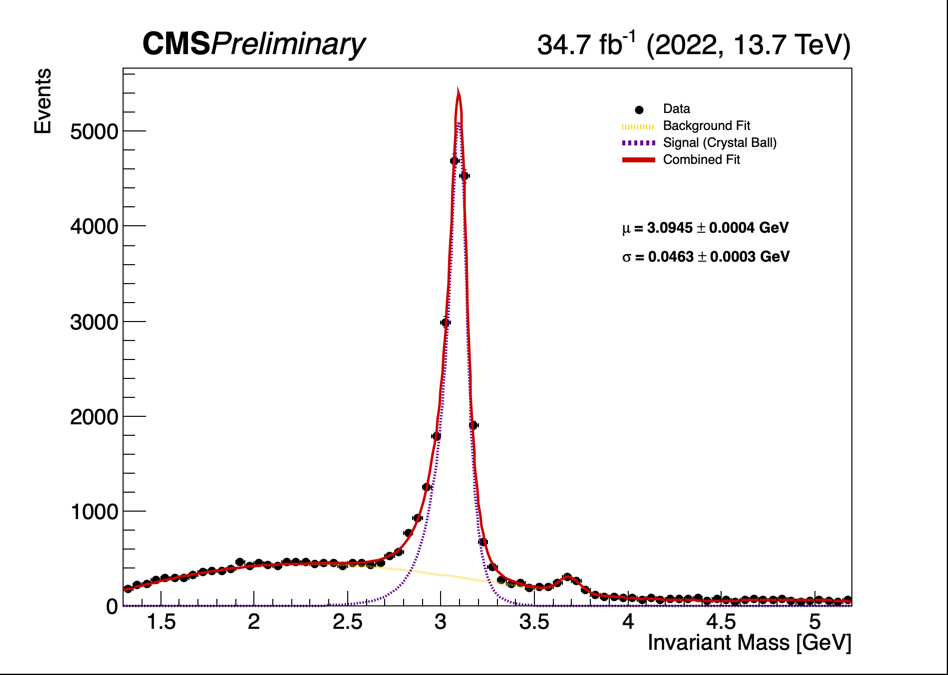 CMSPreliminary 34.7 fb⁻¹ (2022, 13.7 TeV)
Events
Data
Background Fit
Signal (Crystal Ball)
Combined Fit
μ = 3.0945 ± 0.0004 GeV
σ = 0.0463 ± 0.0003 GeV
5000
4000
3000
2000
1000
0
1.5 2 2.5 3 3.5 4 4.5 5
Invariant Mass [GeV]